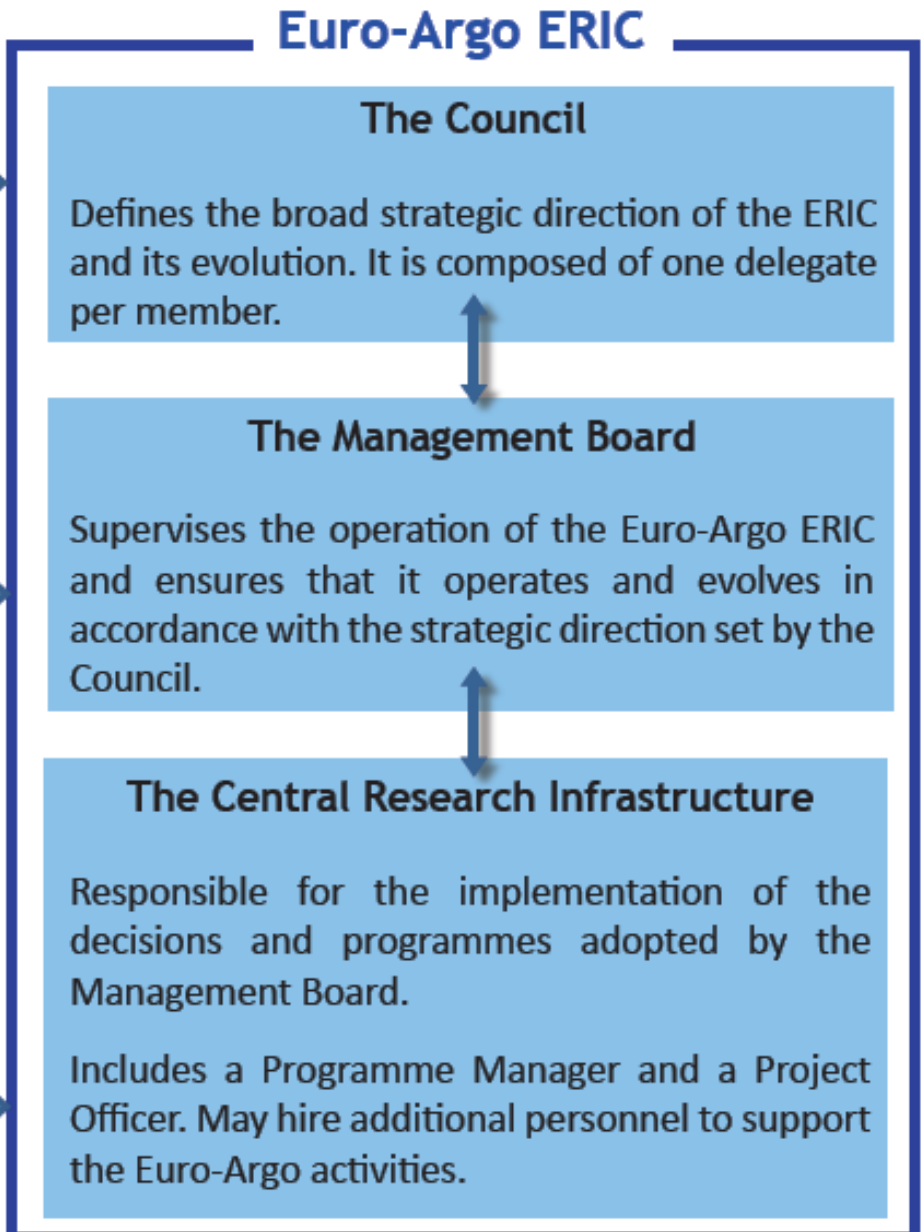 Euro-Argo ERIC
The Council
Defines the broad strategic direction of the ERIC
and its evolution. It is composed of one delegate
per member.
The Management Board
Supervises the operation of the Euro-Argo ERIC
and ensures that it operates and evolves in
accordance with the strategic direction set by the
Council.
The Central Research Infrastructure
Responsible for the implementation of the
decisions and programmes adopted by the
Management Board.
Includes a Programme Manager and a Project
Officer. May hire additional personnel to support
the Euro-Argo activities.